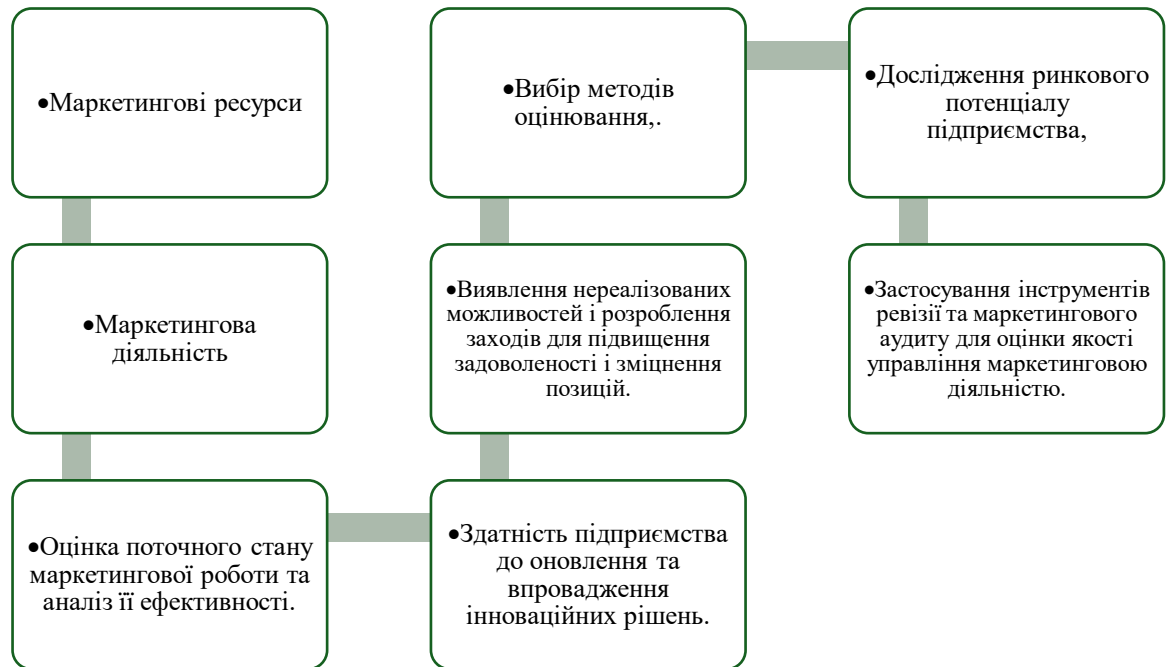 •Маркетингові ресурси
•Маркетингова
діяльність
•Оцінка поточного стану
маркетингової роботи та
аналіз її ефективності.
•Здатність підприємства
до оновлення та
впровадження
інноваційних рішень.
•Виявлення нереалізованих
можливостей і розроблення
заходів для підвищення
задоволеності і зміцнення
позицій.
•Вибір методів
оцінювання,.
•Дослідження ринкового
потенціалу
підприємства,
•Застосування інструментів
ревізії та маркетингового
аудиту для оцінки якості
управління маркетинговою
діяльністю.